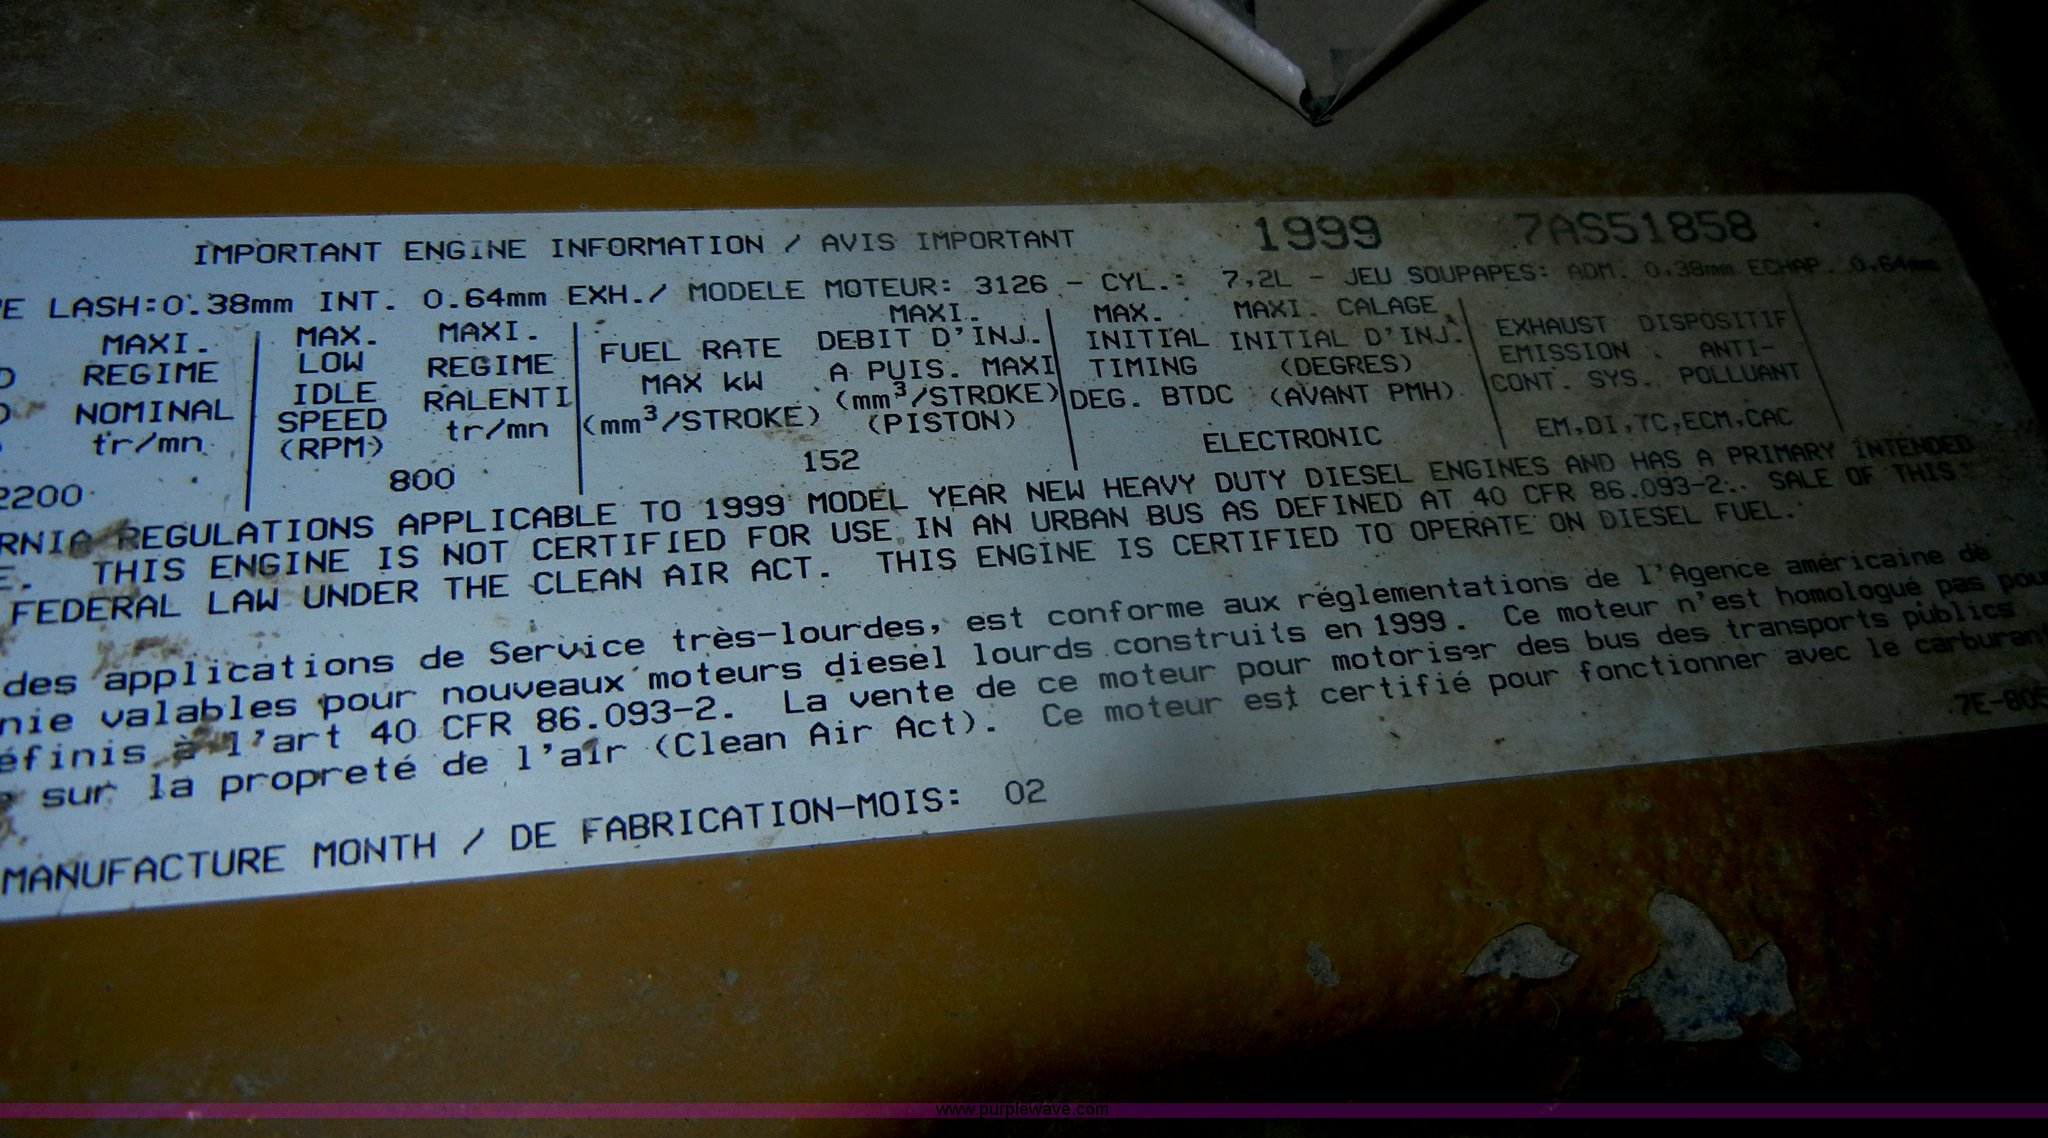 IMPORTANT ENGINE INFORMATION / AVIS IMPORTANT 1999 7AS51858
LASH:0.38mm INT. 0.64mm EXH./ MODELE MOTEUR: 3126 - CYL.: 7,2L - JEU SOUPAPES: ADM. 0,38mm ECHAP. 0,64mm
MAXI. MAX. MAXI. MAXI. MAX. MAXI. CALAGE
REGIME LOW REGIME FUEL RATE DEBIT D'INJ. INITIAL INITIAL D'INJ. EXHAUST DISPOSITIF
NOMINAL IDLE RALENTI MAX kW A PUIS. MAXI TIMING (DEGRES) EMISSION ANTI-
tr/mn SPEED tr/mn (mm³/STROKE) (mm³/STROKE) DEG. BTDC (AVANT PMH) CONT. SYS. POLLUANT
(RPM) (PISTON)
2200 800 152 ELECTRONIC EM,DI,TC,ECM,CAC
RNIA REGULATIONS APPLICABLE TO 1999 MODEL YEAR NEW HEAVY DUTY DIESEL ENGINES AND HAS A PRIMARY INTENDED
E. THIS ENGINE IS NOT CERTIFIED FOR USE IN AN URBAN BUS AS DEFINED AT 40 CFR 86.093-2. SALE OF THIS
FEDERAL LAW UNDER THE CLEAN AIR ACT. THIS ENGINE IS CERTIFIED TO OPERATE ON DIESEL FUEL.
des applications de Service très-lourdes, est conforme aux réglementations de l'Agence américaine de
nie valables pour nouveaux moteurs diesel lourds construits en 1999. Ce moteur n'est homologué pas pou
éfinis à l'art 40 CFR 86.093-2. La vente de ce moteur pour motoriser des bus des transports publics
sur la propreté de l'air (Clean Air Act). Ce moteur est certifié pour fonctionner avec le carburan
7E-805
MANUFACTURE MONTH / DE FABRICATION-MOIS: 02
www.purplewave.com